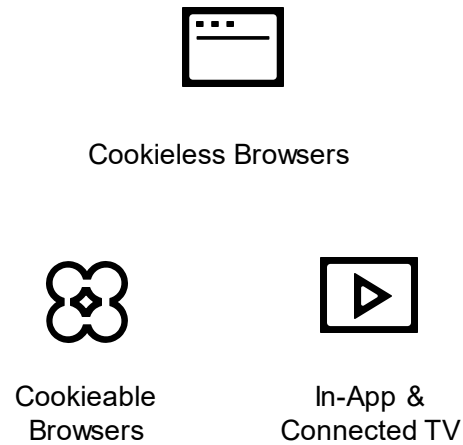 Cookieless Browsers
Cookieable
Browsers
In-App &
Connected TV